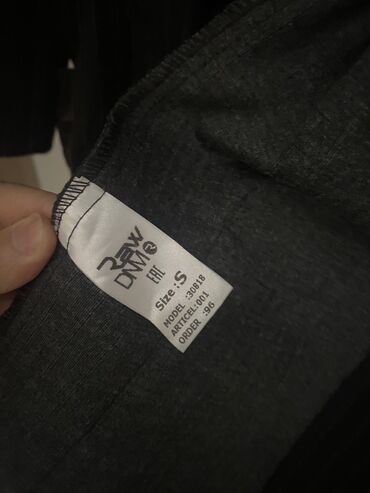 RAW
DNM R
EAC
Size :S
MODEL :30818
ARTICEL:001
ORDER :96